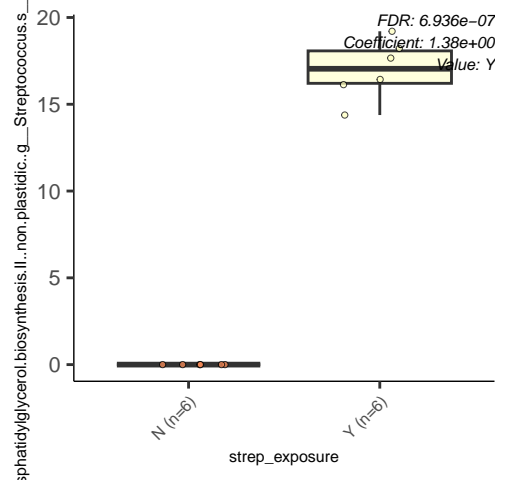 FDR: 6.936e−07
Coefficient: 1.38e+00
Value: Y
sphatidylglycerol.biosynthesis.II..non.plastidic..g__Streptococcus.s__
20
15
10
5
0
N (n=6)
Y (n=6)
strep_exposure